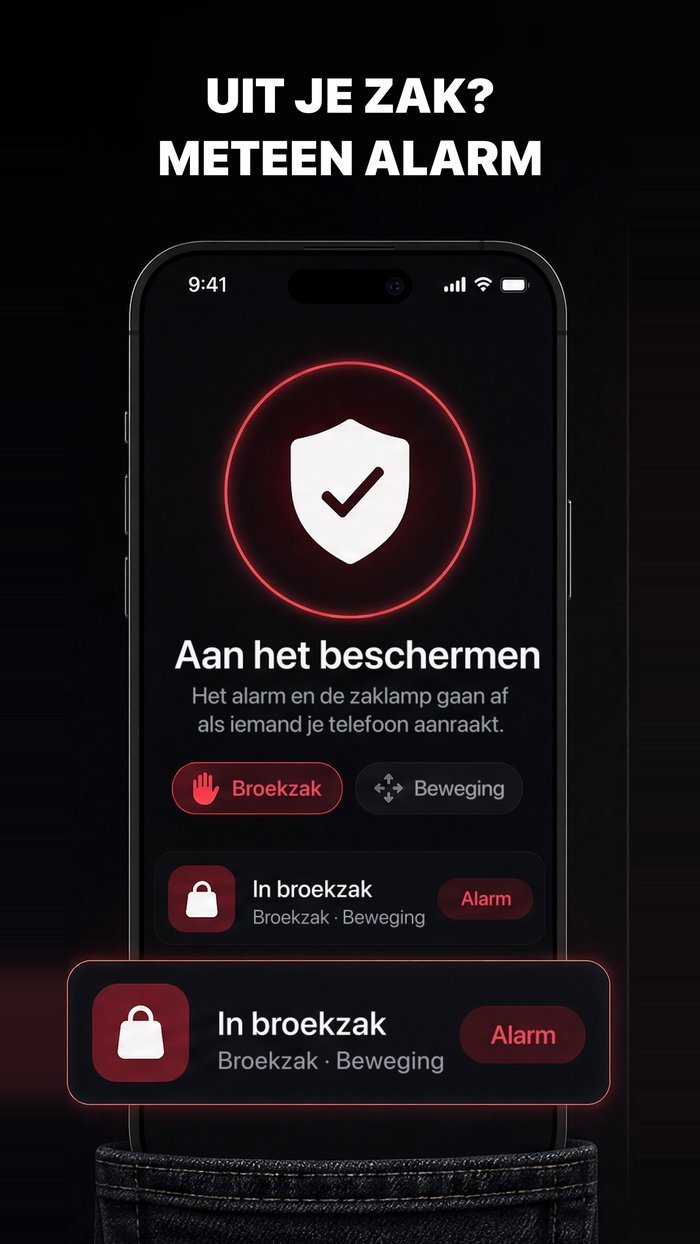 UIT JE ZAK?
METEEN ALARM
9:41
Aan het beschermen
Het alarm en de zaklamp gaan af
als iemand je telefoon aanraakt.
Broekzak
Beweging
In broekzak
Broekzak · Beweging
Alarm
In broekzak
Broekzak · Beweging
Alarm